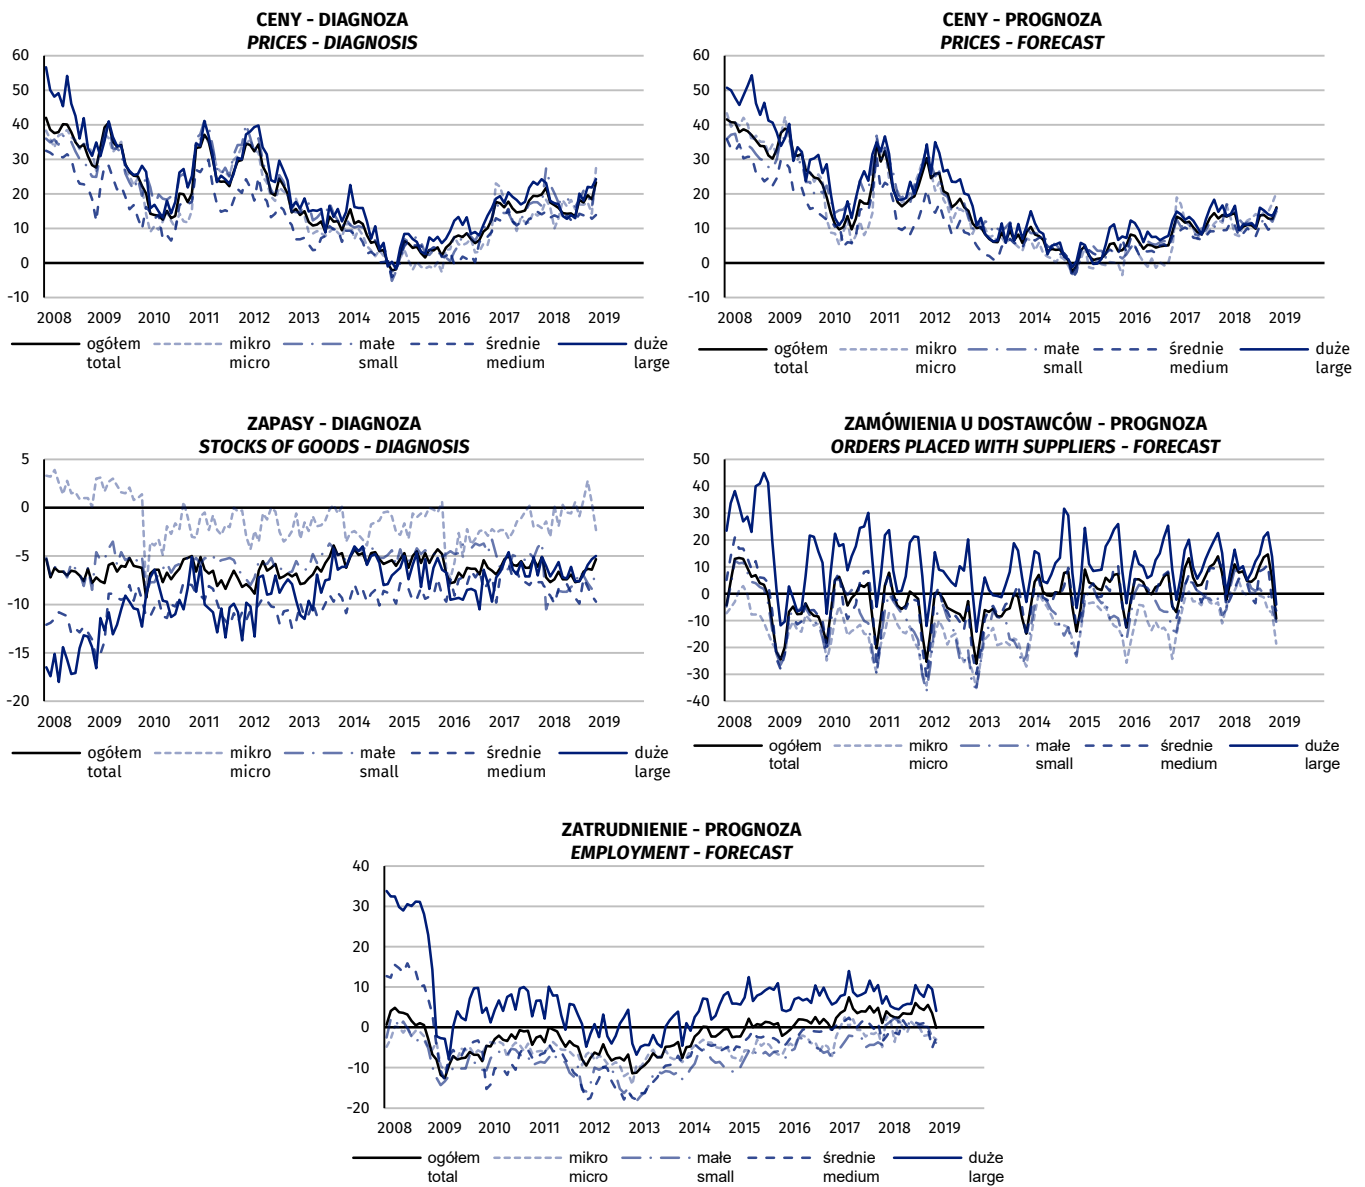 CENY - DIAGNOZA
PRICES - DIAGNOSIS
60
50
40
30
20
10
0
-10
2008 2009 2010 2011 2012 2013 2014 2015 2016 2017 2018 2019
ogółem mikro małe średnie duże
total micro small medium large
CENY - PROGNOZA
PRICES - FORECAST
60
50
40
30
20
10
0
-10
2008 2009 2010 2011 2012 2013 2014 2015 2016 2017 2018 2019
ogółem mikro małe średnie duże
total micro small medium large
ZAPASY - DIAGNOZA
STOCKS OF GOODS - DIAGNOSIS
5
0
-5
-10
-15
-20
2008 2009 2010 2011 2012 2013 2014 2015 2016 2017 2018 2019
ogółem mikro małe średnie duże
total micro small medium large
ZAMÓWIENIA U DOSTAWCÓW - PROGNOZA
ORDERS PLACED WITH SUPPLIERS - FORECAST
50
40
30
20
10
0
-10
-20
-30
-40
2008 2009 2010 2011 2012 2013 2014 2015 2016 2017 2018 2019
ogółem mikro małe średnie duże
total micro small medium large
ZATRUDNIENIE - PROGNOZA
EMPLOYMENT - FORECAST
40
30
20
10
0
-10
-20
2008 2009 2010 2011 2012 2013 2014 2015 2016 2017 2018 2019
ogółem mikro małe średnie duże
total micro small medium large